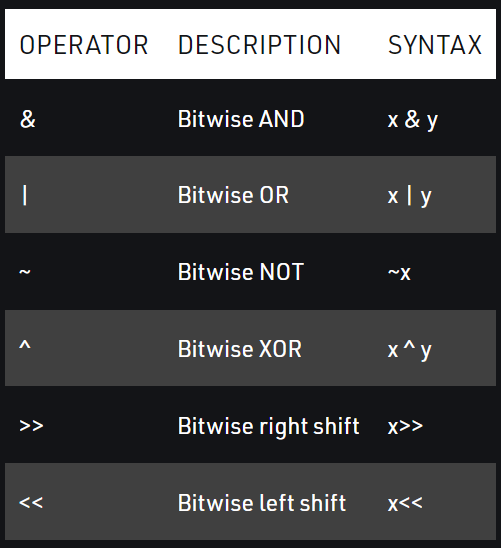 OPERATOR DESCRIPTION SYNTAX
& Bitwise AND x & y
| Bitwise OR x | y
~ Bitwise NOT ~x
^ Bitwise XOR x ^ y
>> Bitwise right shift x>>
<< Bitwise left shift x<<